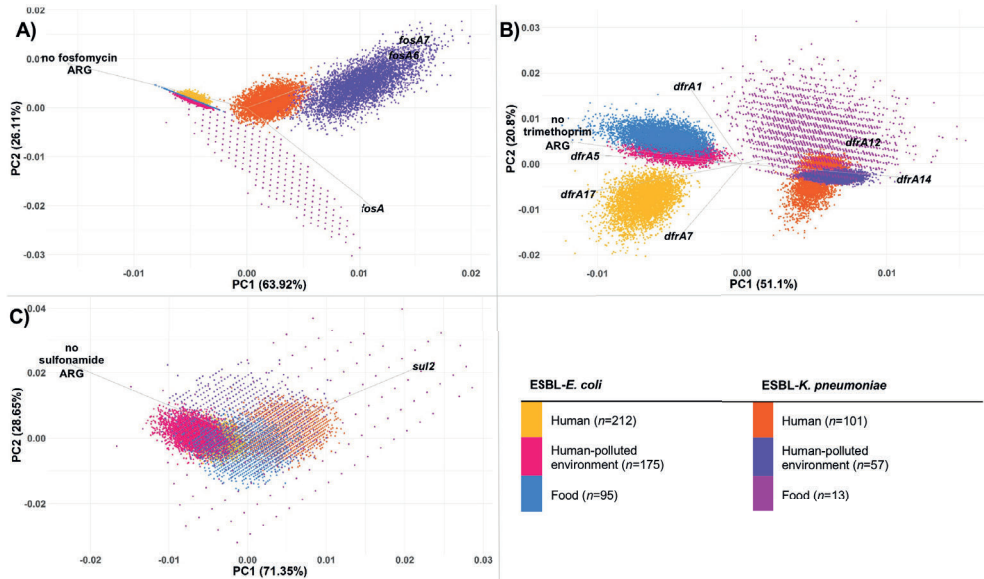 A)
0.02
0.01
0.00
-0.01
-0.02
-0.03
PC2 (26.11%)
no fosfomycin
ARG
fosA7
fosA6
fosA
-0.01
0.00
0.01
0.02
PC1 (63.92%)
B)
0.03
0.02
0.01
0.00
-0.01
-0.02
PC2 (20.8%)
dfrA1
no
trimethoprim
ARG
dfrA5
dfrA17
dfrA7
dfrA12
dfrA14
-0.01
0.00
0.01
PC1 (51.1%)
C)
0.04
0.02
0.00
-0.02
PC2 (28.65%)
no
sulfonamide
ARG
sul2
-0.02
-0.01
0.00
0.01
0.02
0.03
PC1 (71.35%)
ESBL-E. coli
Human (n=212)
Human-polluted
environment (n=175)
Food (n=95)
ESBL-K. pneumoniae
Human (n=101)
Human-polluted
environment (n=57)
Food (n=13)